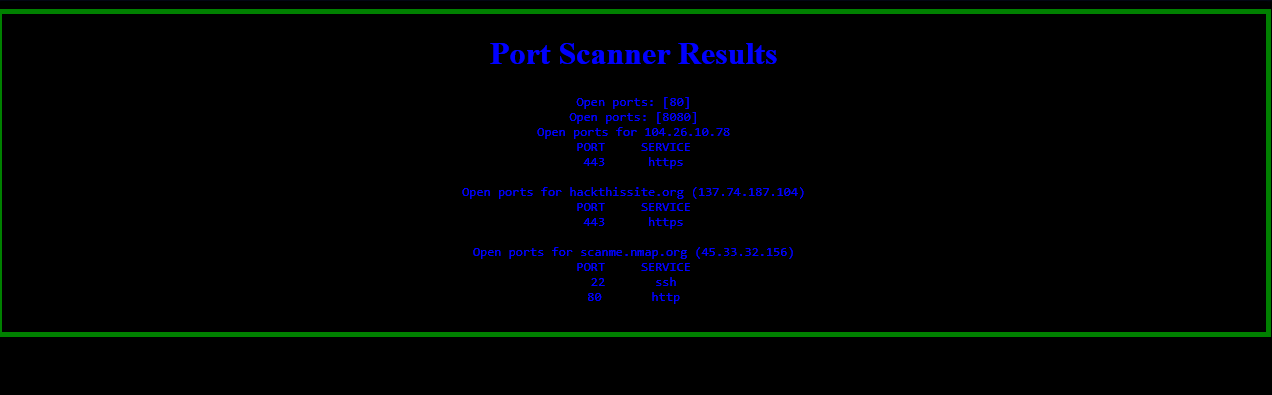 Port Scanner Results
Open ports: [80]
Open ports: [8080]
Open ports for 104.26.10.78
PORT SERVICE
443 https
Open ports for hackthissite.org (137.74.187.104)
PORT SERVICE
443 https
Open ports for scanme.nmap.org (45.33.32.156)
PORT SERVICE
22 ssh
80 http